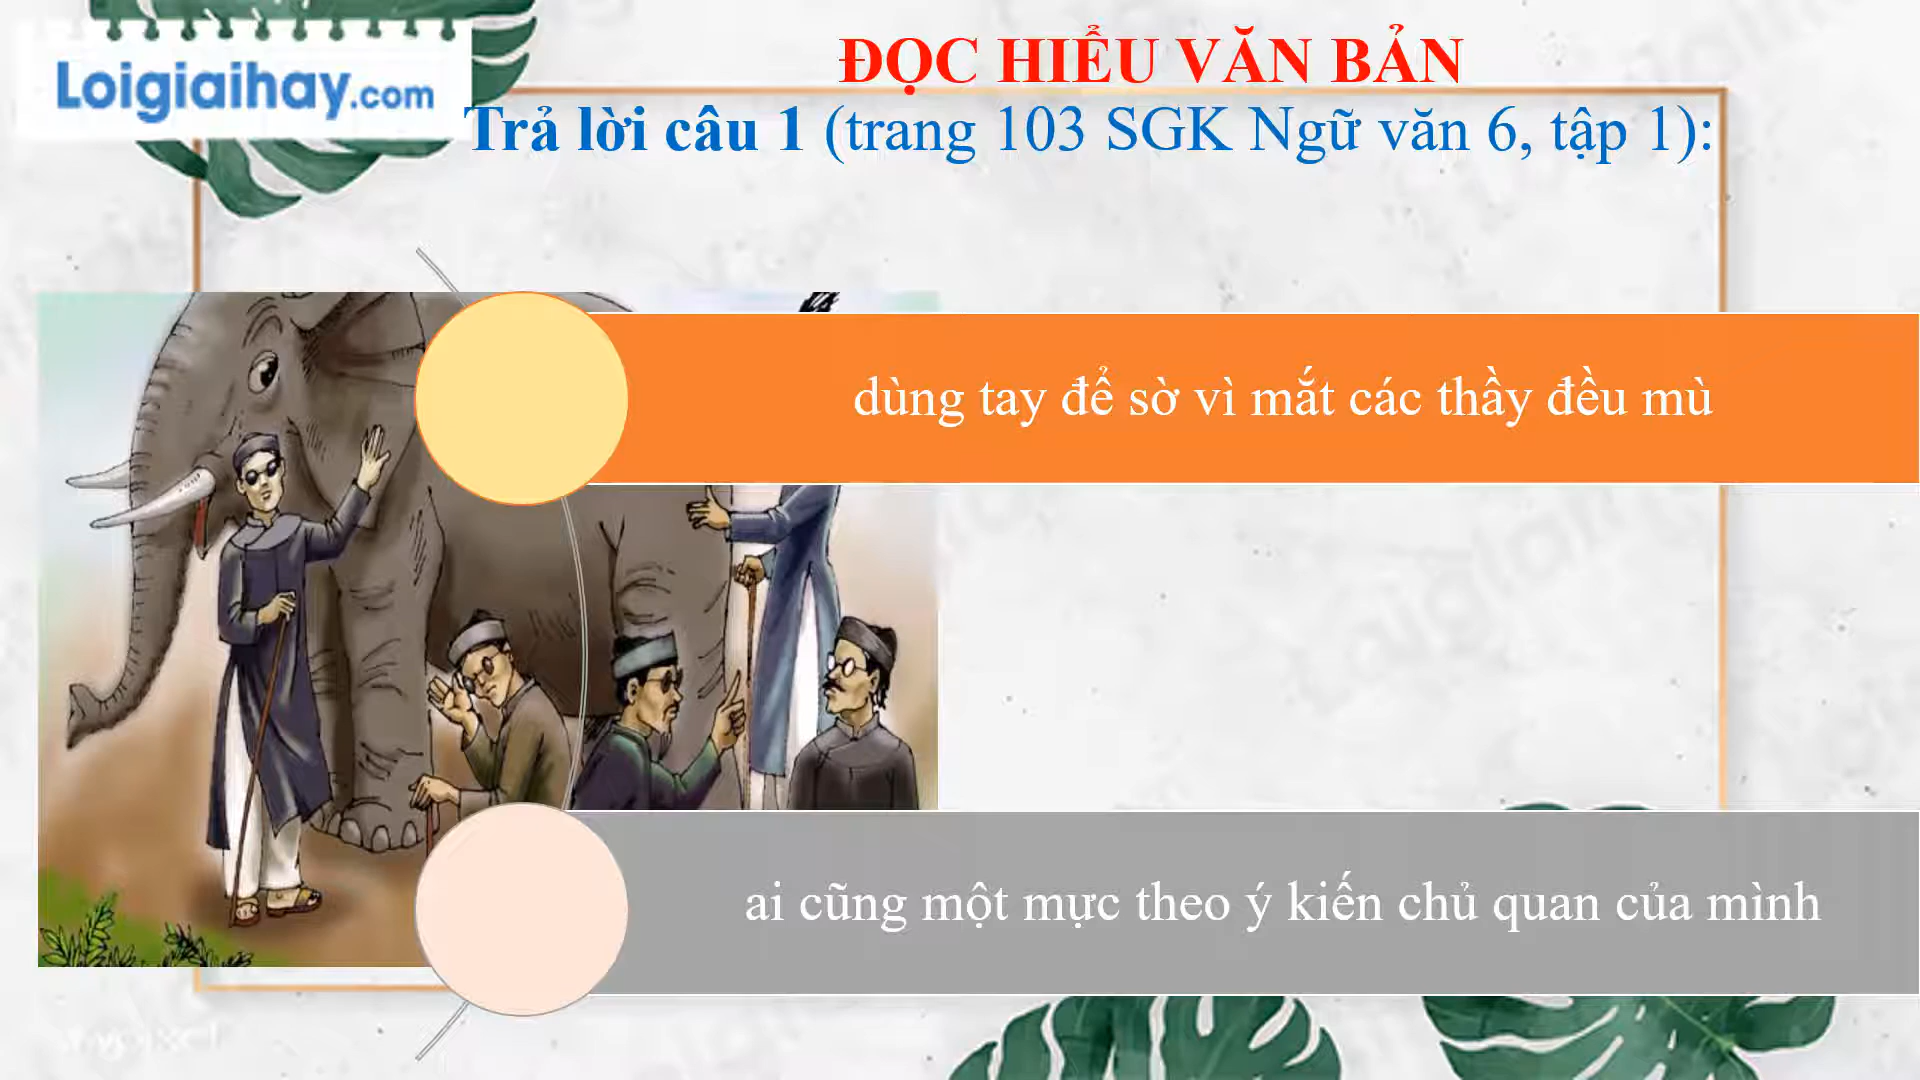 Loigiaihay.com
ĐỌC HIỂU VĂN BẢN
Trả lời câu 1 (trang 103 SGK Ngữ văn 6, tập 1):
dùng tay để sờ vì mắt các thầy đều mù
ai cũng một mực theo ý kiến chủ quan của mình